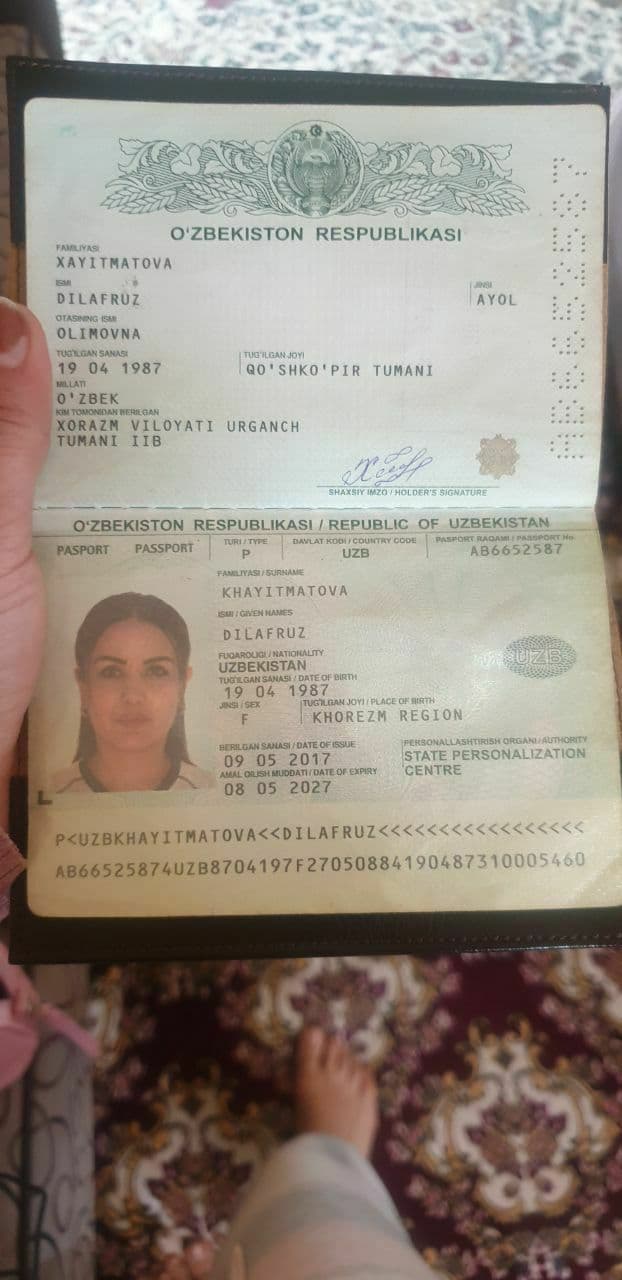 O'ZBEKISTON RESPUBLIKASI
FAMILIYASI
XAYITMATOVA
ISMI
DILAFRUZ
JINSI
AYOL
OTASINING ISMI
OLIMOVNA
TUG'ILGAN SANASI
19 04 1987
TUG'ILGAN JOYI
QO'SHKO'PIR TUMANI
MILLATI
O'ZBEK
KIM TOMONIDAN BERILGAN
XORAZM VILOYATI URGANCH
TUMANI IIB
SHAXSIY IMZO / HOLDER'S SIGNATURE
O'ZBEKISTON RESPUBLIKASI / REPUBLIC OF UZBEKISTAN
PASPORT PASSPORT
TURI / TYPE
P
DAVLAT KODI / COUNTRY CODE
UZB
PASPORT RAQAMI / PASSPORT No
AB6652587
FAMILIYASI / SURNAME
KHAYITMATOVA
ISMI / GIVEN NAMES
DILAFRUZ
FUQAROLIGI / NATIONALITY
UZBEKISTAN
UZB
TUG'ILGAN SANASI / DATE OF BIRTH
19 04 1987
JINSI / SEX
F
TUG'ILGAN JOYI / PLACE OF BIRTH
KHOREZM REGION
BERILGAN SANASI / DATE OF ISSUE
09 05 2017
PERSONALLASHTIRISH ORGANI / AUTHORITY
STATE PERSONALIZATION
CENTRE
AMAL QILISH MUDDATI / DATE OF EXPIRY
08 05 2027
P<UZBKHAYITMATOVA<<DILAFRUZ<<<<<<<<<<<<<<<<<
AB66525874UZB8704197F27050884190487310005460